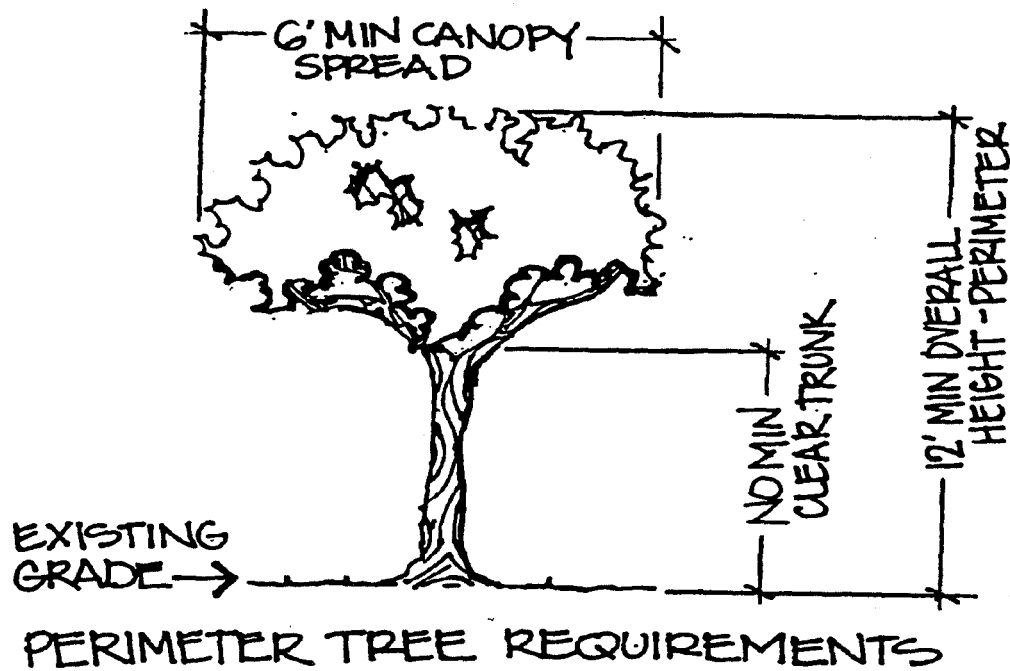 6' MIN CANOPY
SPREAD
12' MIN OVERALL
HEIGHT-PERIMETER
NO MIN
CLEAR TRUNK
EXISTING
GRADE
PERIMETER TREE REQUIREMENTS